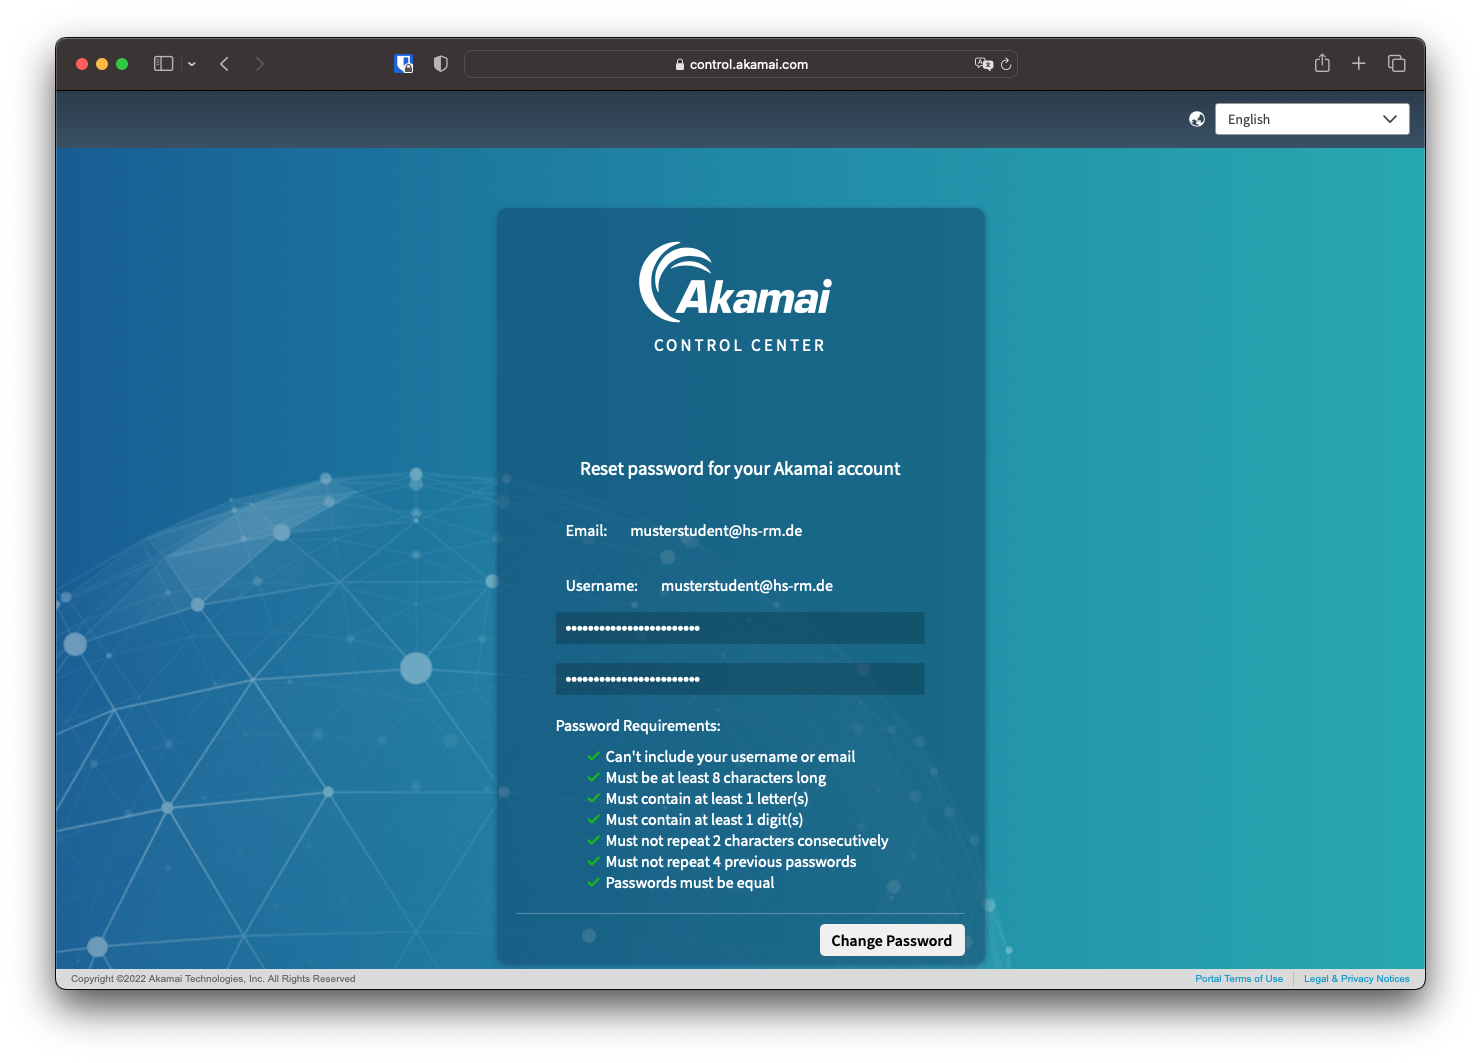 control.akamai.com
English
Akamai
CONTROL CENTER
Reset password for your Akamai account
Email: musterstudent@hs-rm.de
Username: musterstudent@hs-rm.de
••••••••••••••••••••••••
••••••••••••••••••••••••
Password Requirements:
Can't include your username or email
Must be at least 8 characters long
Must contain at least 1 letter(s)
Must contain at least 1 digit(s)
Must not repeat 2 characters consecutively
Must not repeat 4 previous passwords
Passwords must be equal
Change Password
Copyright ©2022 Akamai Technologies, Inc. All Rights Reserved
Portal Terms of Use
Legal & Privacy Notices